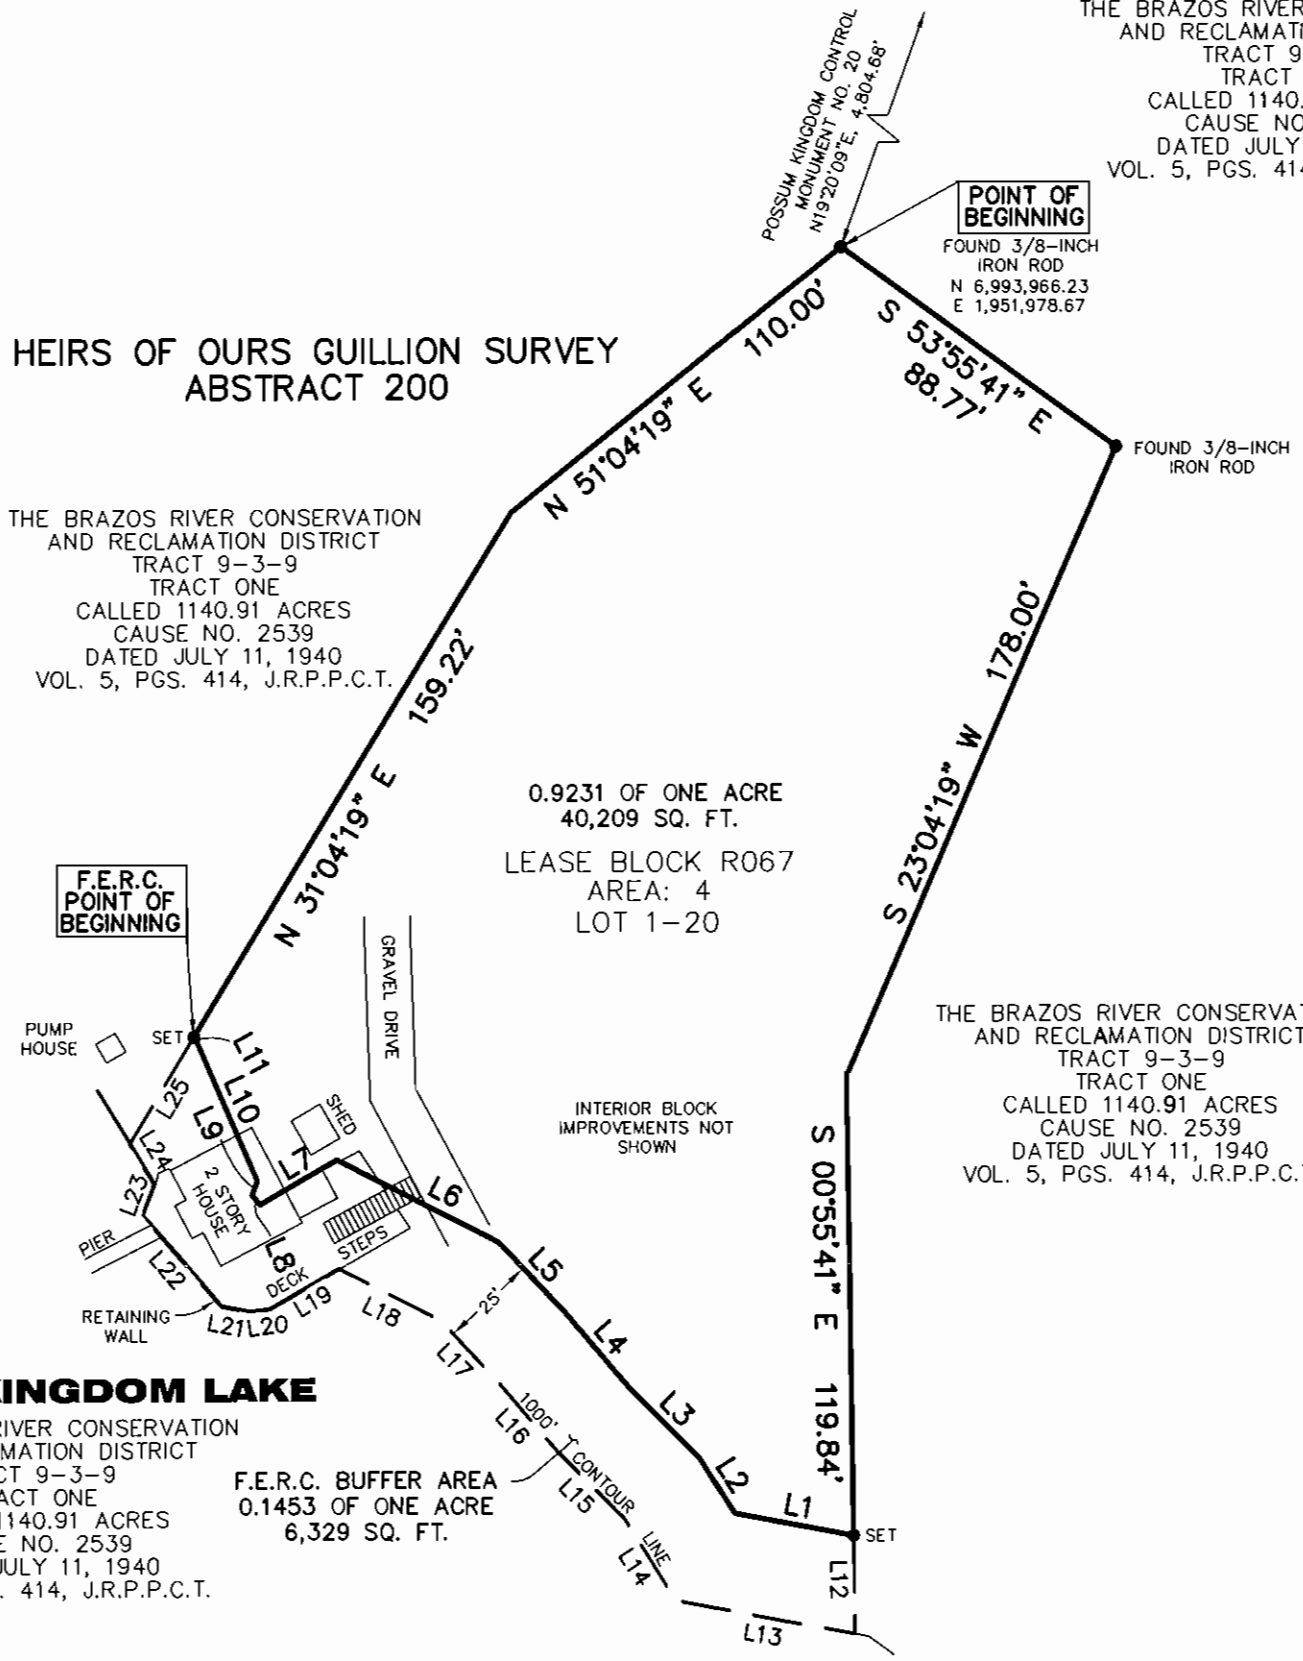 THE BRAZOS RIVER
AND RECLAMATI
TRACT 9
TRACT
CALLED 1140.
CAUSE NO
DATED JULY
VOL. 5, PGS. 414
POSSUM KINGDOM CONTROL
MONUMENT NO. 20
N19°20'09"E, 4,804.68'
POINT OF
BEGINNING
FOUND 3/8-INCH
IRON ROD
N 6,993,966.23
E 1,951,978.67
HEIRS OF OURS GUILLION SURVEY
ABSTRACT 200
N 51°04'19" E 110.00'
S 53°55'41" E
88.77'
FOUND 3/8-INCH
IRON ROD
THE BRAZOS RIVER CONSERVATION
AND RECLAMATION DISTRICT
TRACT 9-3-9
TRACT ONE
CALLED 1140.91 ACRES
CAUSE NO. 2539
DATED JULY 11, 1940
VOL. 5, PGS. 414, J.R.P.P.C.T.
N 31°04'19" E 159.22'
S 23°04'19" W 178.00'
0.9231 OF ONE ACRE
40,209 SQ. FT.
LEASE BLOCK R067
AREA: 4
LOT 1-20
F.E.R.C.
POINT OF
BEGINNING
GRAVEL DRIVE
PUMP
HOUSE
SET
L11
L10
L25
L9
SHED
L24
L7
L23
2 STORY
HOUSE
L6
PIER
L8
STEPS
DECK
L22
L19
RETAINING
WALL
L21
L20
L18
L5
25'
L17
L4
INTERIOR BLOCK
IMPROVEMENTS NOT
SHOWN
THE BRAZOS RIVER CONSERVAT
AND RECLAMATION DISTRICT
TRACT 9-3-9
TRACT ONE
CALLED 1140.91 ACRES
CAUSE NO. 2539
DATED JULY 11, 1940
VOL. 5, PGS. 414, J.R.P.P.C.T
S 00°55'41" E 119.84'
KINGDOM LAKE
RIVER CONSERVATION
MATION DISTRICT
CT 9-3-9
ACT ONE
1140.91 ACRES
E NO. 2539
JULY 11, 1940
. 414, J.R.P.P.C.T.
F.E.R.C. BUFFER AREA
0.1453 OF ONE ACRE
6,329 SQ. FT.
1000' CONTOUR LINE
L16
L15
L3
L2
L1
SET
L14
L12
L13